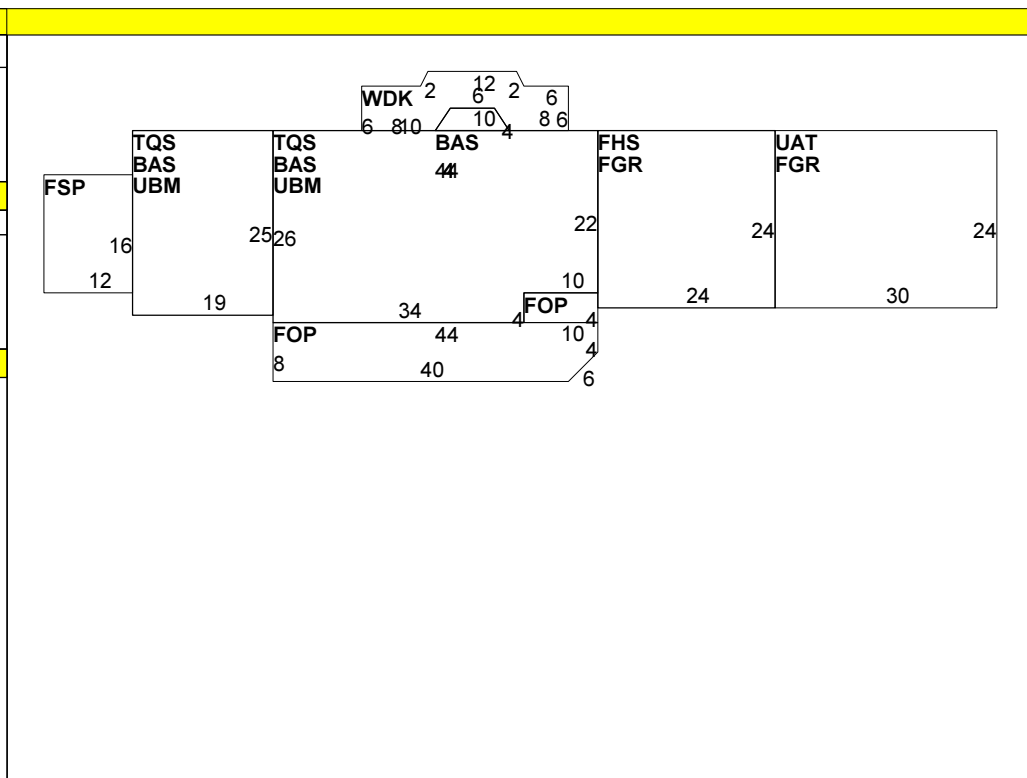 2 12 2
WDK 6 6
6 8 10 10 4 8 6
TQS TQS BAS FHS UAT
BAS BAS 44 FGR FGR
FSP UBM UBM
16 25 26 22 24 24
12 10
19 34 FOP 24 30
4 4
FOP 44 10
8 40 4
6